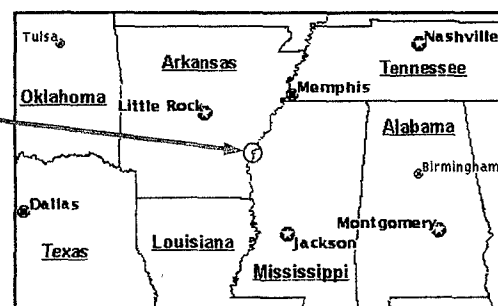 Tulsa
Nashville
Arkansas
Tennessee
Memphis
Oklahoma
Little Rock
Alabama
Birmingham
Dallas
Montgomery
Texas
Louisiana
Jackson
Mississippi